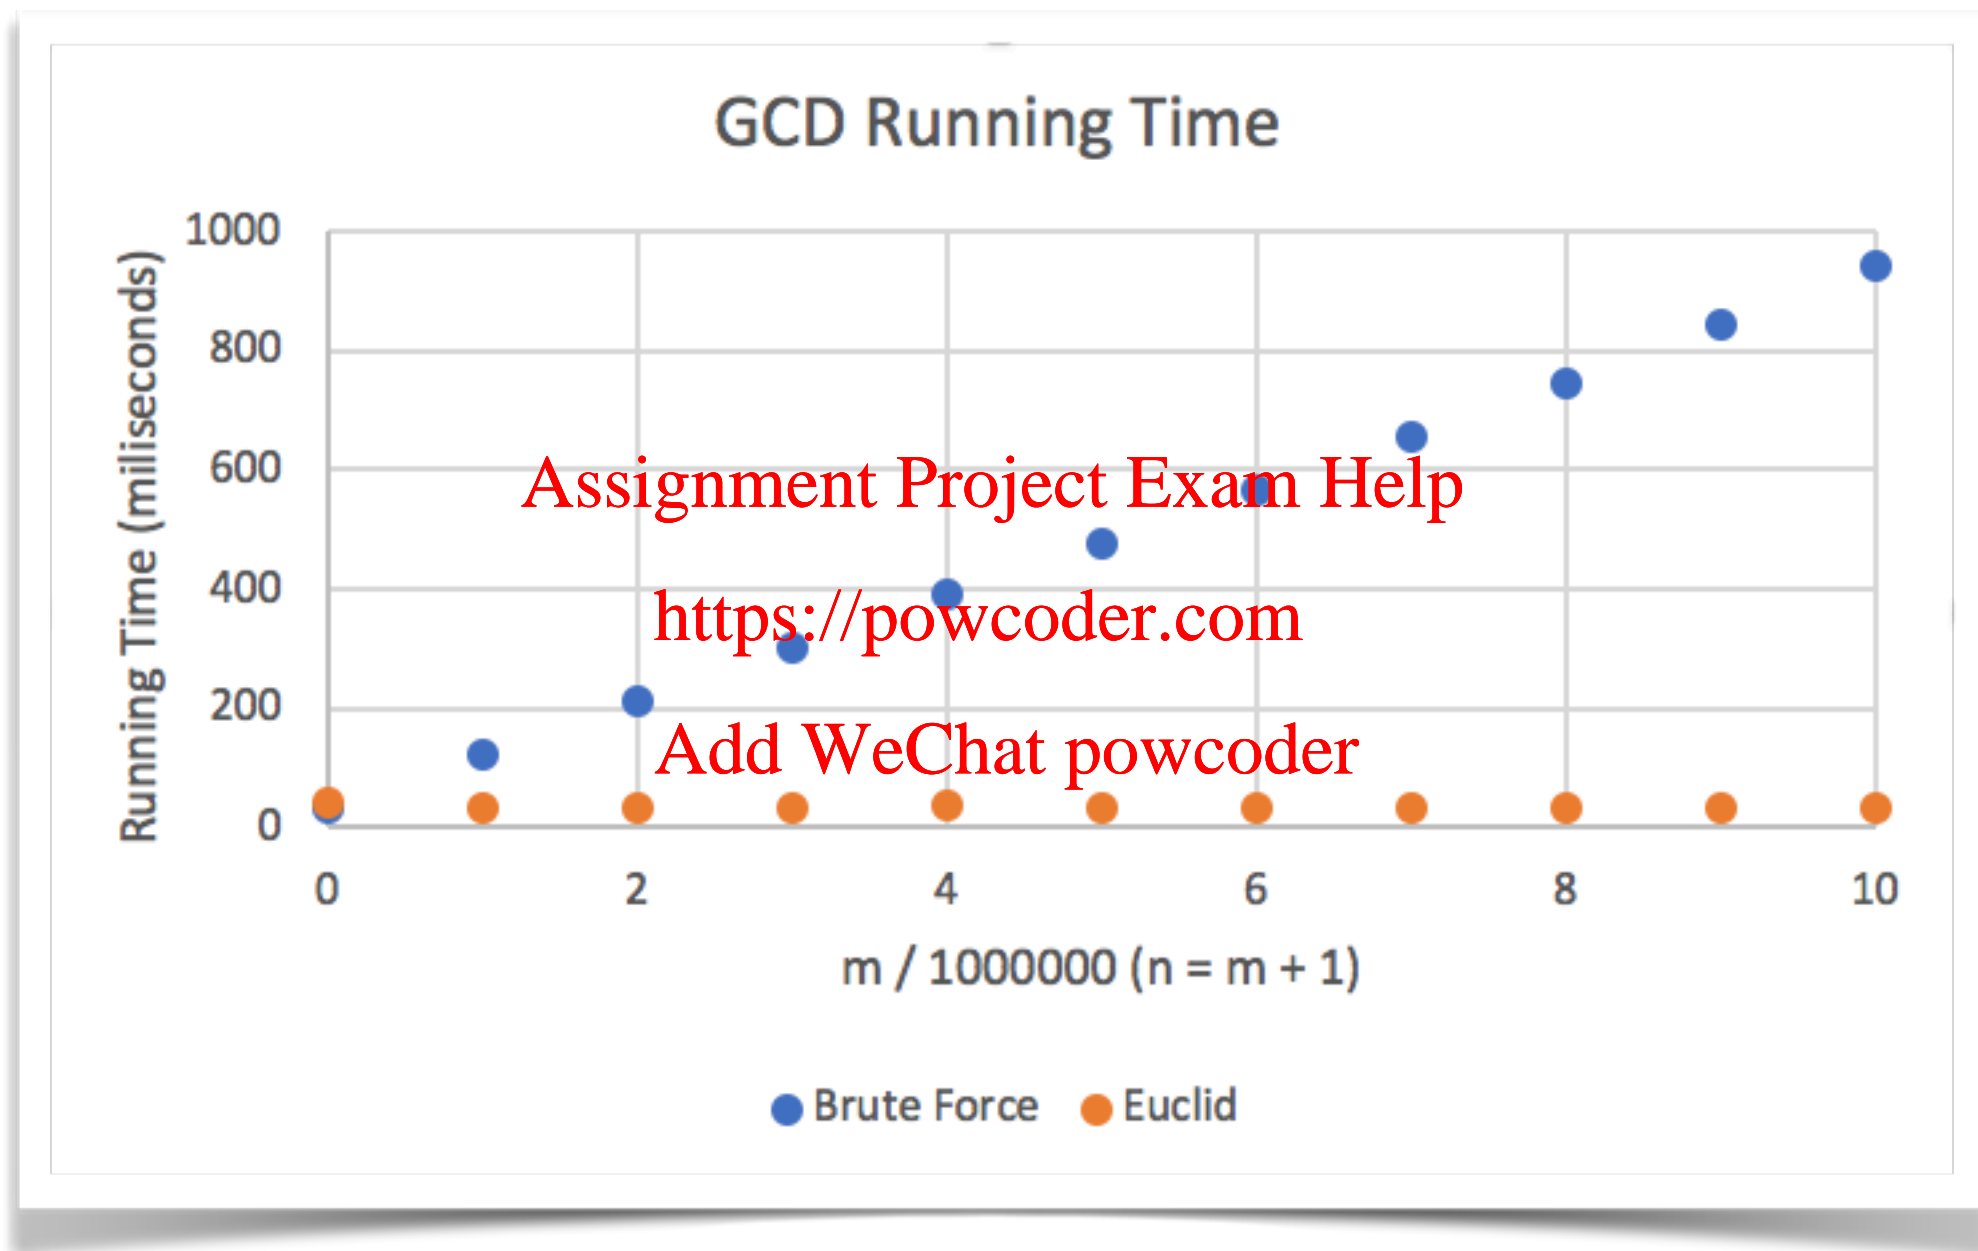 GCD Running Time
1000
800
600
400
200
0
Running Time (miliseconds)
Assignment Project Exam Help
https://powcoder.com
Add WeChat powcoder
0 2 4 6 8 10
m / 1000000 (n = m + 1)
Brute Force Euclid